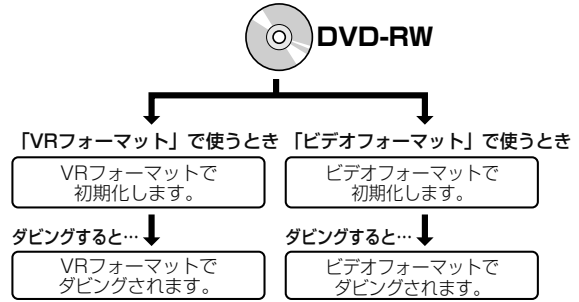 DVD-RW
「VRフォーマット」で使うとき
VRフォーマットで
初期化します。
ダビングすると…
VRフォーマットで
ダビングされます。
「ビデオフォーマット」で使うとき
ビデオフォーマットで
初期化します。
ダビングすると…
ビデオフォーマットで
ダビングされます。